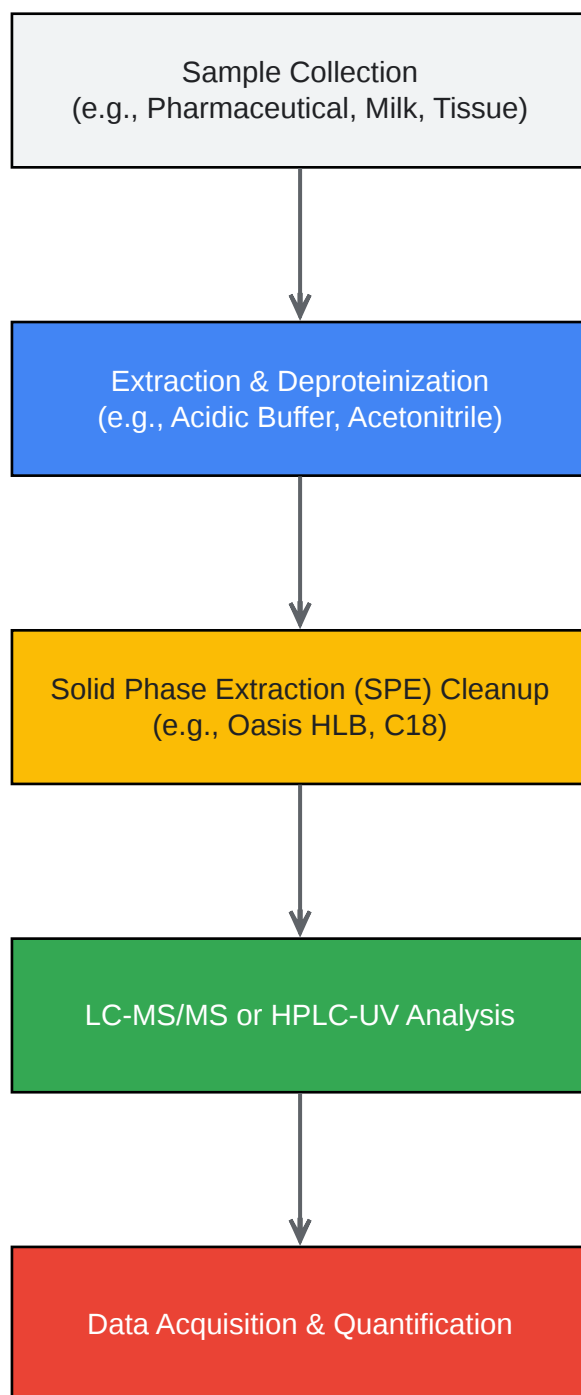 Sample Collection
(e.g., Pharmaceutical, Milk, Tissue)
Extraction & Deproteinization
(e.g., Acidic Buffer, Acetonitrile)
Solid Phase Extraction (SPE) Cleanup
(e.g., Oasis HLB, C18)
LC-MS/MS or HPLC-UV Analysis
Data Acquisition & Quantification